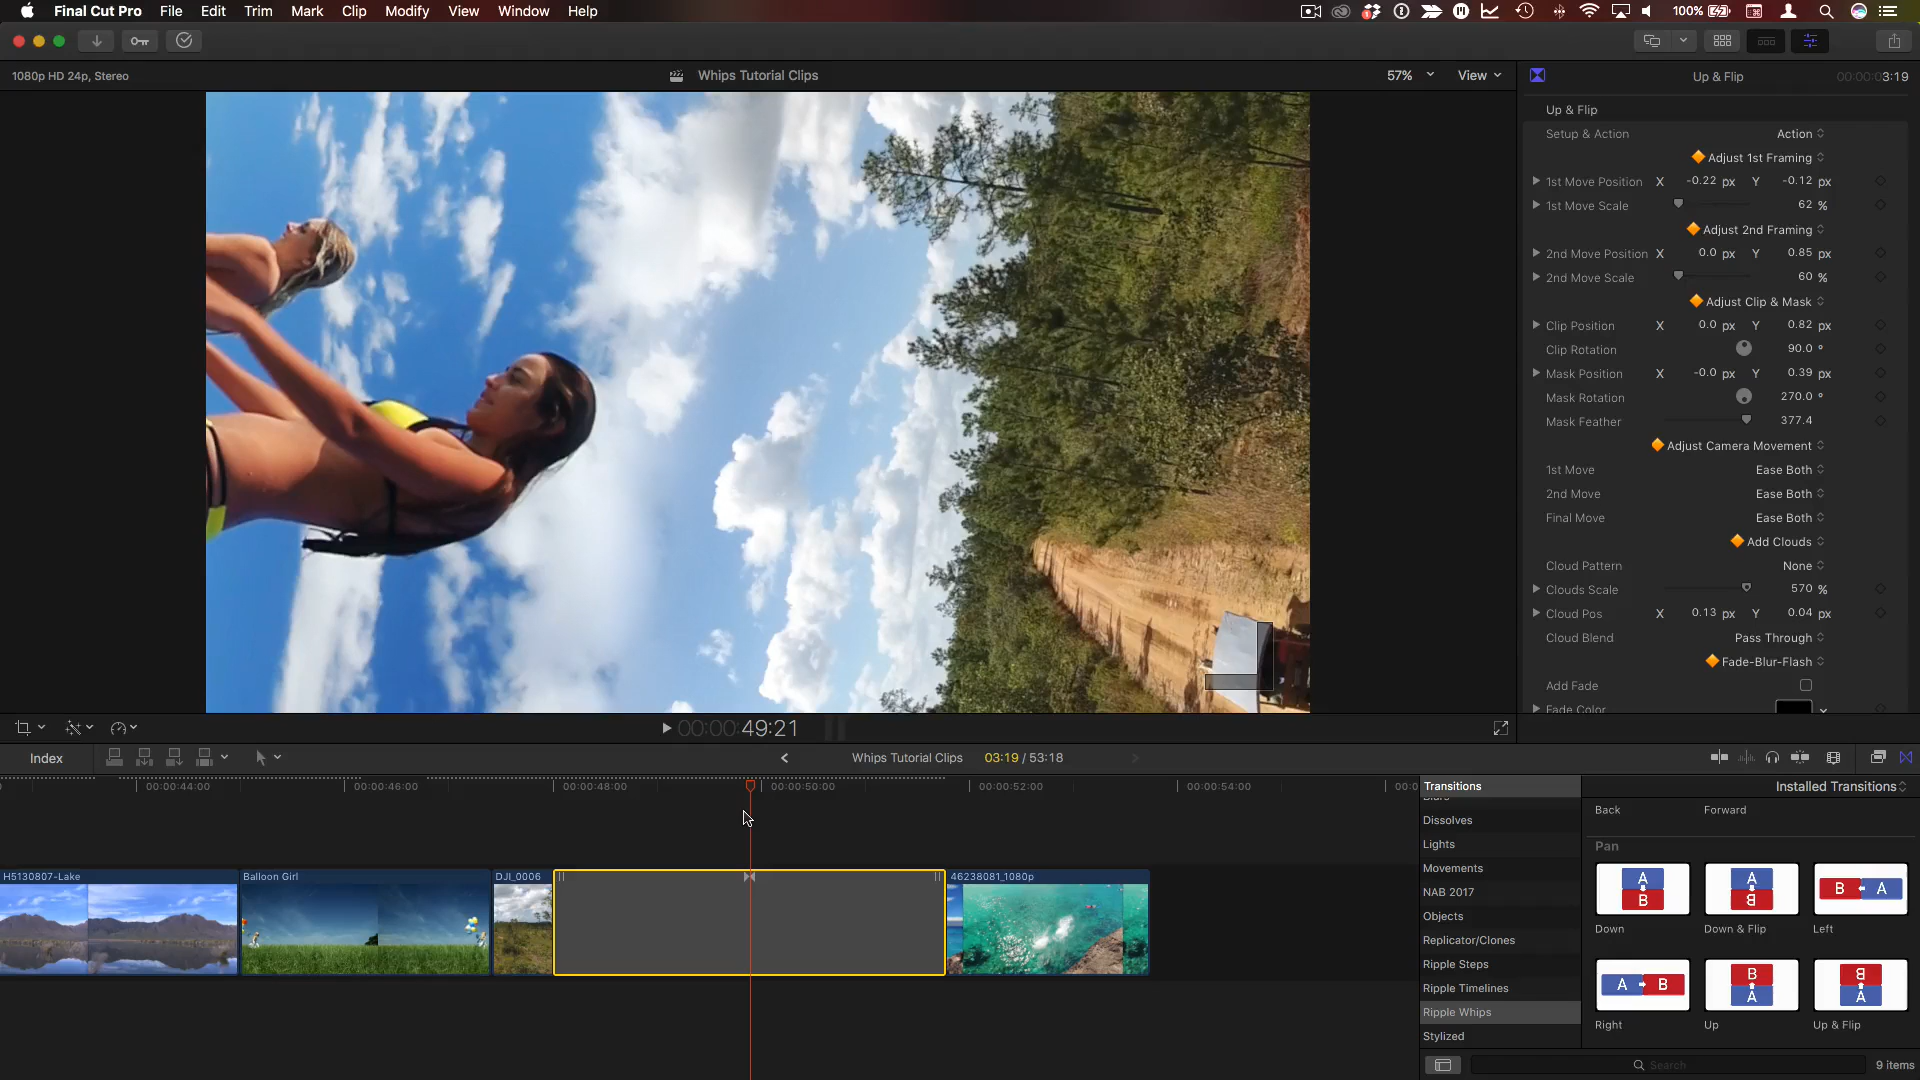 Final Cut Pro File Edit Trim Mark Clip Modify View Window Help 100%
1080p HD 24p, Stereo Whips Tutorial Clips 57% View Up & Flip 00:00:03:19
Up & Flip
Setup & Action Action
Adjust 1st Framing
1st Move Position X -0.22 px Y -0.12 px
1st Move Scale 62 %
Adjust 2nd Framing
2nd Move Position X 0.0 px Y 0.85 px
2nd Move Scale 60 %
Adjust Clip & Mask
Clip Position X 0.0 px Y 0.82 px
Clip Rotation 90.0 °
Mask Position X -0.0 px Y 0.39 px
Mask Rotation 270.0 °
Mask Feather 377.4
Adjust Camera Movement
1st Move Ease Both
2nd Move Ease Both
Final Move Ease Both
Add Clouds
Cloud Pattern None
Clouds Scale 570 %
Cloud Pos X 0.13 px Y 0.04 px
Cloud Blend Pass Through
Fade-Blur-Flash
Add Fade
Fade Color
00:00:49:21
Index Whips Tutorial Clips 03:19 / 53:18
00:00:44:00 00:00:46:00 00:00:48:00 00:00:50:00 00:00:52:00 00:00:54:00 00:0
H5130807-Lake Balloon Girl DJI_0006 46238081_1080p
Transitions Installed Transitions
Blurs
Dissolves
Lights
Movements
NAB 2017
Objects
Replicator/Clones
Ripple Steps
Ripple Timelines
Ripple Whips
Stylized
Back Forward
Pan
A B A B B A
Down Down & Flip Left
A B B A B A
Right Up Up & Flip
Search 9 items